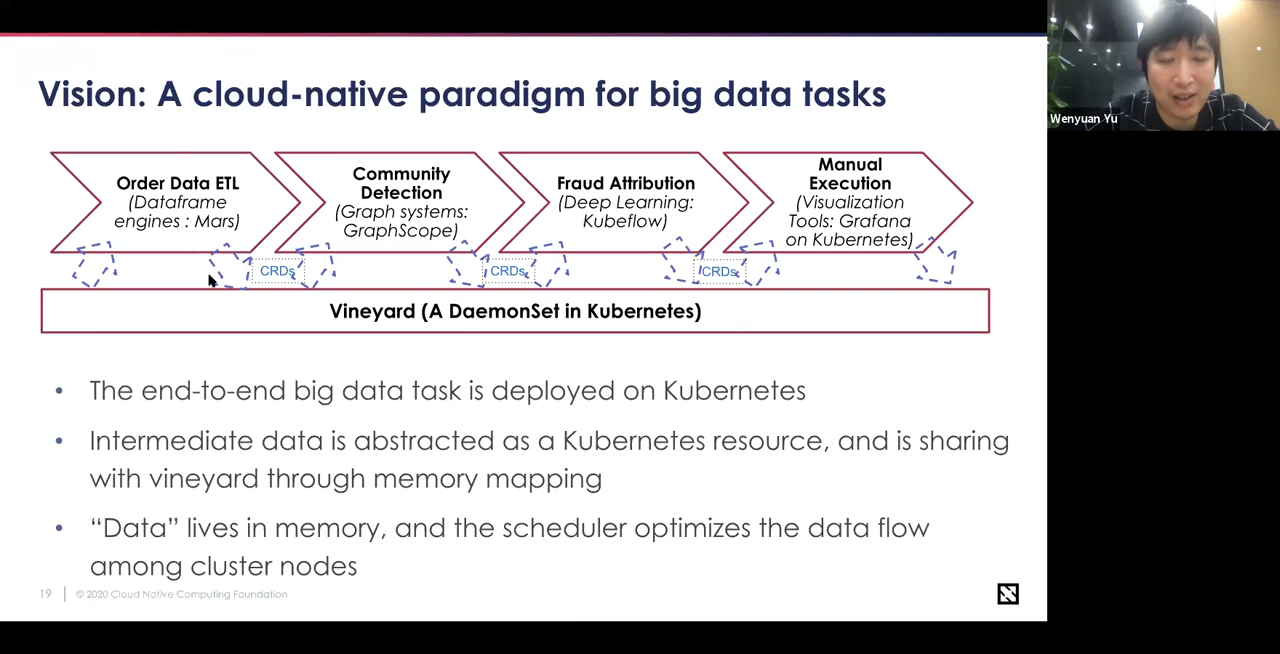 Vision: A cloud-native paradigm for big data tasks
Wenyuan Yu
Order Data ETL
(Dataframe
engines : Mars)
Community
Detection
(Graph systems:
GraphScope)
Fraud Attribution
(Deep Learning:
Kubeflow)
Manual
Execution
(Visualization
Tools: Grafana
on Kubernetes)
CRDs
CRDs
CRDs
Vineyard (A DaemonSet in Kubernetes)
• The end-to-end big data task is deployed on Kubernetes
• Intermediate data is abstracted as a Kubernetes resource, and is sharing
with vineyard through memory mapping
• “Data” lives in memory, and the scheduler optimizes the data flow
among cluster nodes
19 | © 2020 Cloud Native Computing Foundation